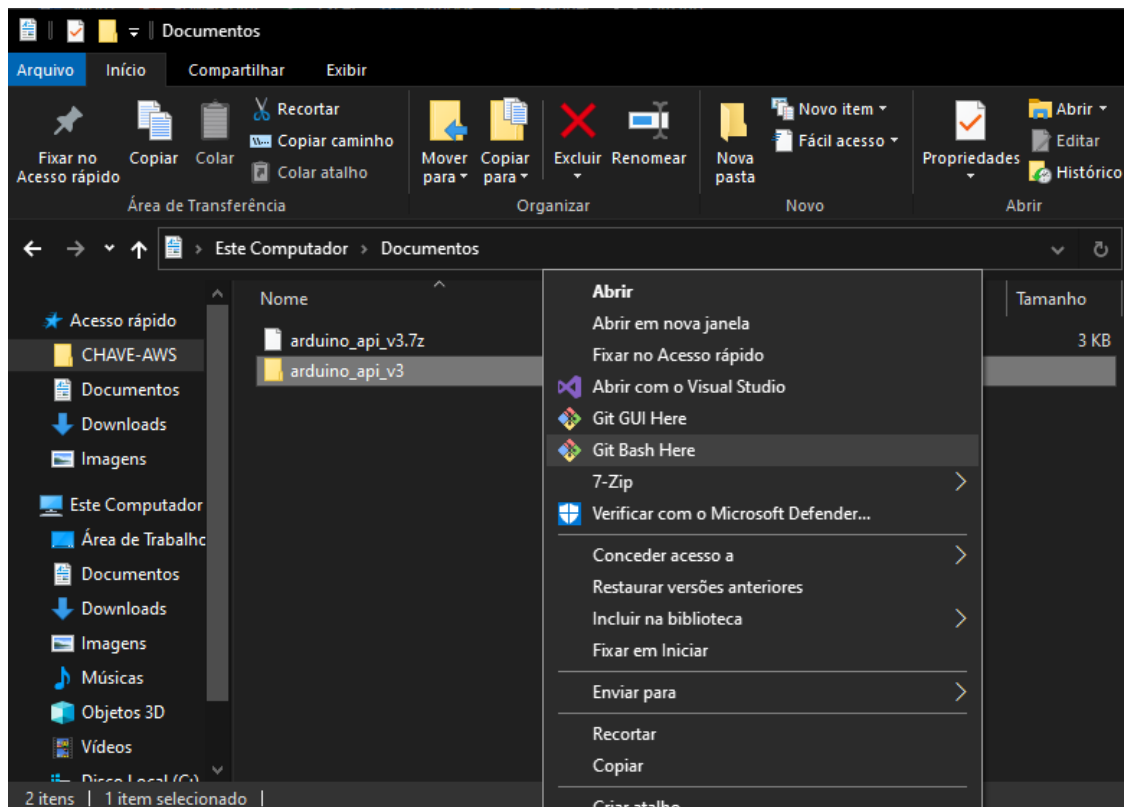 Documentos
Arquivo Início Compartilhar Exibir
Fixar no Acesso rápido
Copiar
Colar
Recortar
Copiar caminho
Colar atalho
Mover para
Copiar para
Excluir
Renomear
Nova pasta
Novo item
Fácil acesso
Propriedades
Abrir
Editar
Histórico
Área de Transferência
Organizar
Novo
Abrir
Este Computador > Documentos
Nome
Tamanho
arduino_api_v3.7z
3 KB
arduino_api_v3
Acesso rápido
CHAVE-AWS
Documentos
Downloads
Imagens
Este Computador
Área de Trabalho
Documentos
Downloads
Imagens
Músicas
Objetos 3D
Vídeos
Disco Local (C:)
Abrir
Abrir em nova janela
Fixar no Acesso rápido
Abrir com o Visual Studio
Git GUI Here
Git Bash Here
7-Zip
Verificar com o Microsoft Defender...
Conceder acesso a
Restaurar versões anteriores
Incluir na biblioteca
Fixar em Iniciar
Enviar para
Recortar
Copiar
Criar atalho
2 itens | 1 item selecionado |